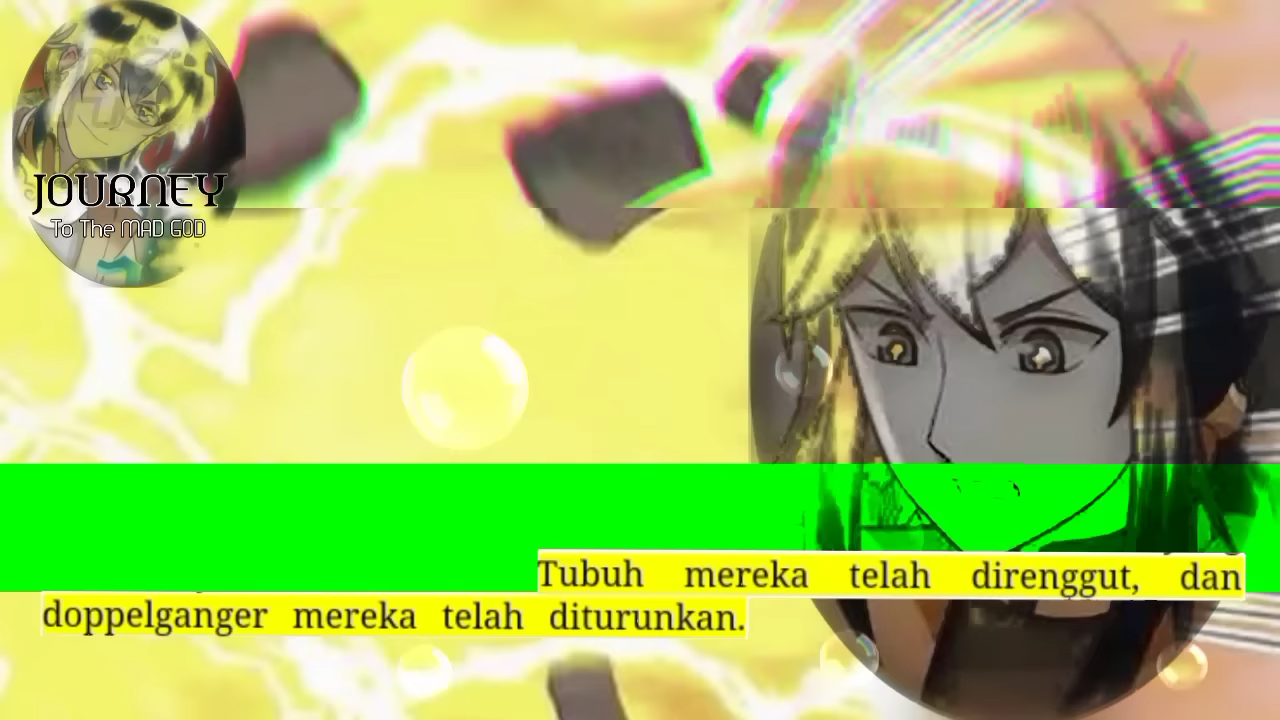 JOURNEY
To The MAD GOD
Tubuh mereka telah direnggut, dan
doppelganger mereka telah diturunkan.